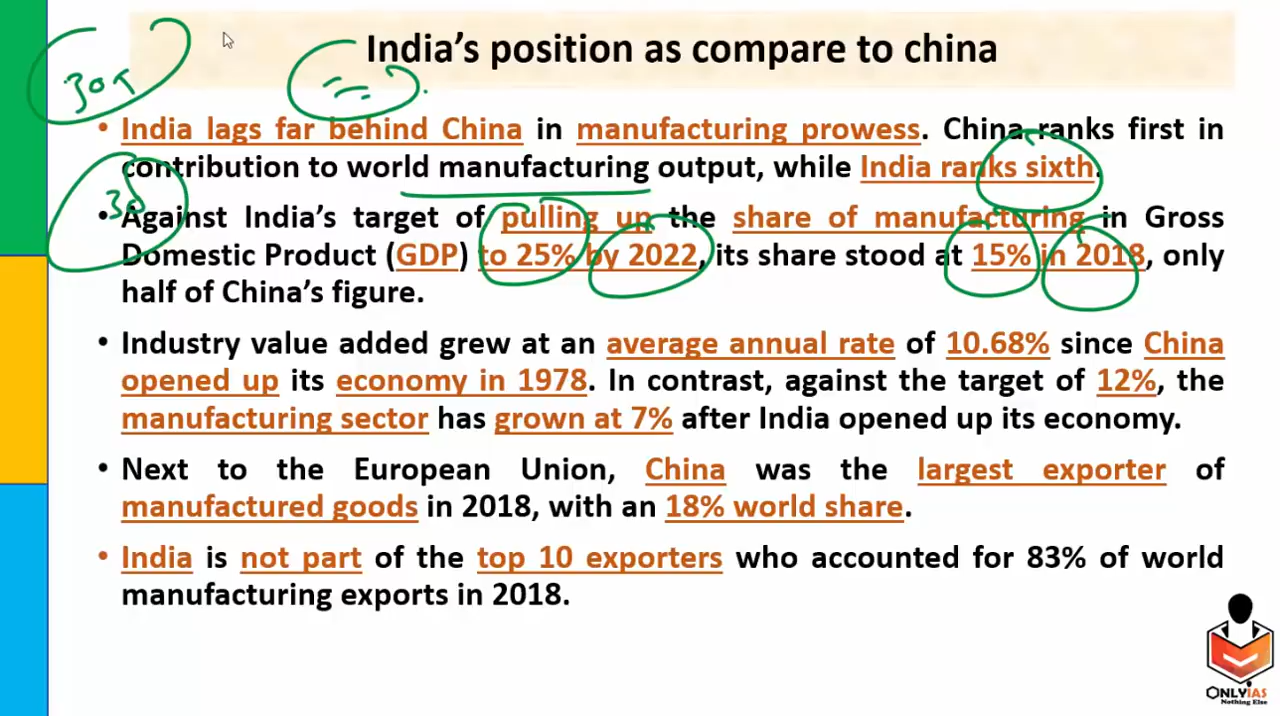 India's position as compare to china
• India lags far behind China in manufacturing prowess. China ranks first in
contribution to world manufacturing output, while India ranks sixth.
• Against India's target of pulling up the share of manufacturing in Gross
Domestic Product (GDP) to 25% by 2022, its share stood at 15% in 2018, only
half of China's figure.
• Industry value added grew at an average annual rate of 10.68% since China
opened up its economy in 1978. In contrast, against the target of 12%, the
manufacturing sector has grown at 7% after India opened up its economy.
• Next to the European Union, China was the largest exporter of
manufactured goods in 2018, with an 18% world share.
• India is not part of the top 10 exporters who accounted for 83% of world
manufacturing exports in 2018.
ONLYIAS
Nothing Else